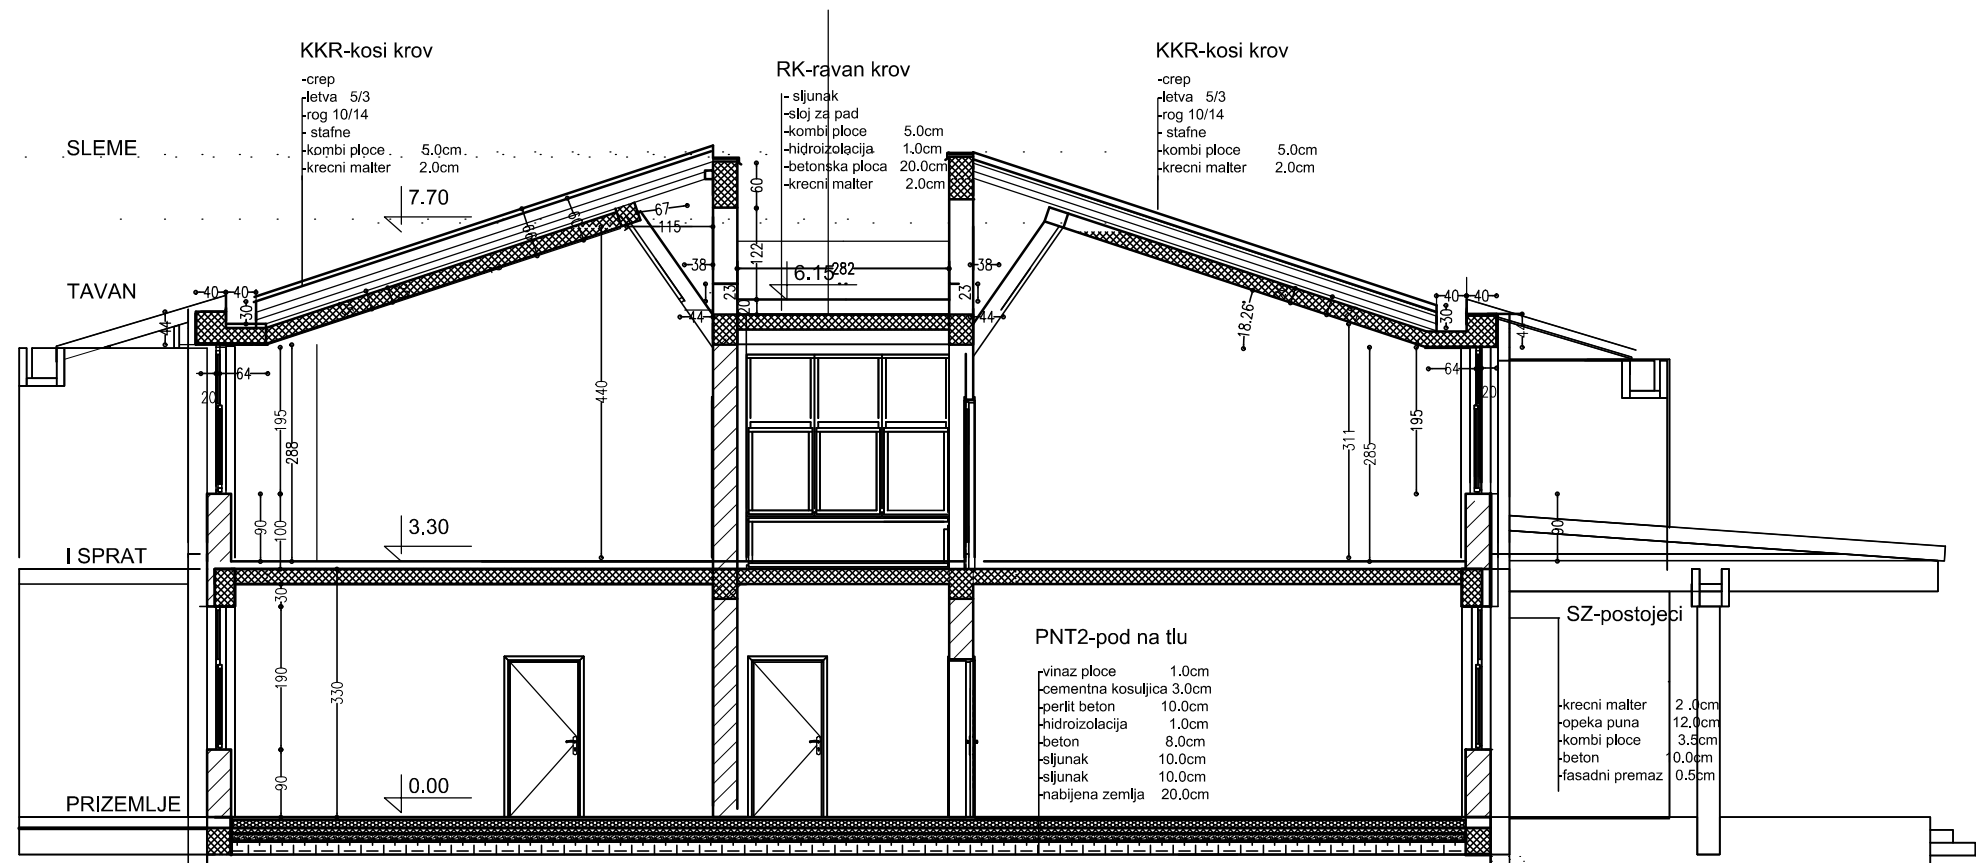 KKR-kosi krov
-crep
-letva 5/3
-rog 10/14
- stafne
-kombi ploce 5.0cm
-krecni malter 2.0cm
RK-ravan krov
- sljunak
-sloj za pad
-kombi ploce 5.0cm
-hidroizolacija 1.0cm
-betonska ploca 20.0cm
-krecni malter 2.0cm
KKR-kosi krov
-crep
-letva 5/3
-rog 10/14
- stafne
-kombi ploce 5.0cm
-krecni malter 2.0cm
SLEME
7.70
60
67
115
122
38
282
38
6.15
TAVAN
40
40
30
44
23
20
44
23
44
18.26
40
40
30
44
64
20
64
20
195
288
440
311
285
195
90
100
3.30
90
I SPRAT
30
190
330
90
PNT2-pod na tlu
-vinaz ploce 1.0cm
-cementna kosuljica 3.0cm
-perlit beton 10.0cm
-hidroizolacija 1.0cm
-beton 8.0cm
-sljunak 10.0cm
-sljunak 10.0cm
-nabijena zemlja 20.0cm
SZ-postojeci
-krecni malter 2 .0cm
-opeka puna 12.0cm
-kombi ploce 3.5cm
-beton 10.0cm
-fasadni premaz 0.5cm
0.00
PRIZEMLJE